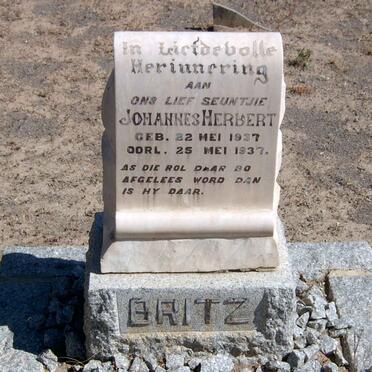 In Liefdevolle
Herinnering
AAN
ONS LIEF SEUNTJIE
JOHANNES HERBERT
GEB. 22 MEI 1937
OORL. 25 MEI 1937.
AS DIE ROL DAAR BO
AFGELEES WORD DAN
IS HY DAAR.
BRITZ